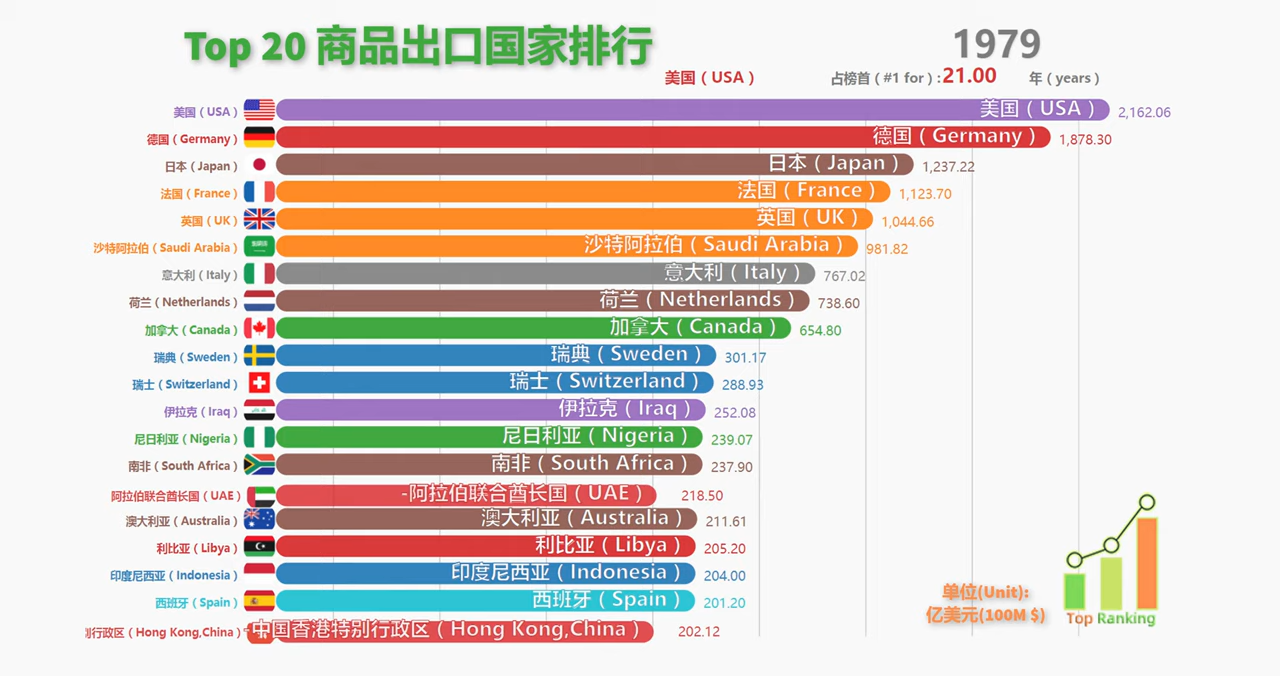 Top 20 商品出口国家排行
1979
美国（USA）
占榜首（#1 for）: 21.00 年（years）
美国（USA） 美国（USA） 2,162.06
德国（Germany） 德国（Germany） 1,878.30
日本（Japan） 日本（Japan） 1,237.22
法国（France） 法国（France） 1,123.70
英国（UK） 英国（UK） 1,044.66
沙特阿拉伯（Saudi Arabia） 沙特阿拉伯（Saudi Arabia） 981.82
意大利（Italy） 意大利（Italy） 767.02
荷兰（Netherlands） 荷兰（Netherlands） 738.60
加拿大（Canada） 加拿大（Canada） 654.80
瑞典（Sweden） 瑞典（Sweden） 301.17
瑞士（Switzerland） 瑞士（Switzerland） 288.93
伊拉克（Iraq） 伊拉克（Iraq） 252.08
尼日利亚（Nigeria） 尼日利亚（Nigeria） 239.07
南非（South Africa） 南非（South Africa） 237.90
阿拉伯联合酋长国（UAE） -阿拉伯联合酋长国（UAE） 218.50
澳大利亚（Australia） 澳大利亚（Australia） 211.61
利比亚（Libya） 利比亚（Libya） 205.20
印度尼西亚（Indonesia） 印度尼西亚（Indonesia） 204.00
西班牙（Spain） 西班牙（Spain） 201.20
行政区（Hong Kong,China） 中国香港特别行政区（Hong Kong,China） 202.12
单位(Unit):
亿美元(100M $)
Top Ranking